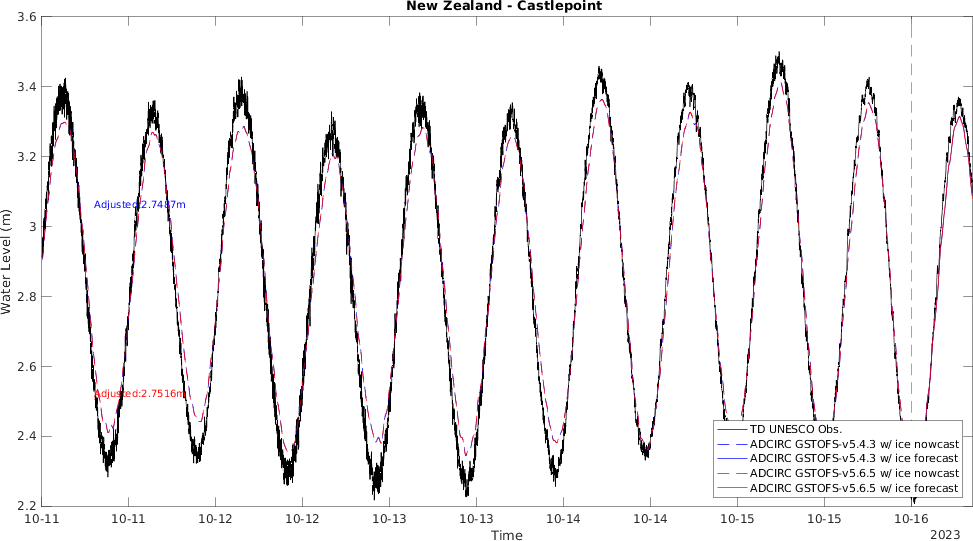 New Zealand - Castlepoint
3.6
3.4
3.2
3
2.8
2.6
2.4
2.2
Water Level (m)
Adjusted:2.7487m
Adjusted:2.7516m
TD UNESCO Obs.
ADCIRC GSTOFS-v5.4.3 w/ ice nowcast
ADCIRC GSTOFS-v5.4.3 w/ ice forecast
ADCIRC GSTOFS-v5.6.5 w/ ice nowcast
ADCIRC GSTOFS-v5.6.5 w/ ice forecast
10-11 10-11 10-12 10-12 10-13 10-13 10-14 10-14 10-15 10-15 10-16
Time
2023